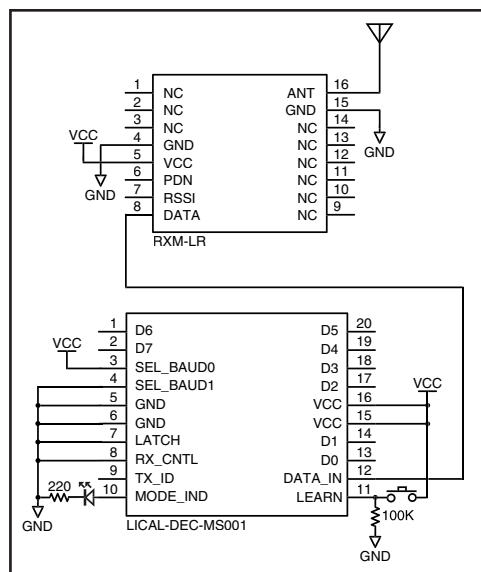 1 NC ANT 16
2 NC GND 15
3 NC NC 14
4 GND NC 13
VCC 5 VCC NC 12 GND
6 PDN NC 11
GND 7 RSSI NC 10
8 DATA NC 9
RXM-LR
1 D6 D5 20
2 D7 D4 19
VCC 3 SEL_BAUD0 D3 18
4 SEL_BAUD1 D2 17 VCC
5 GND VCC 16
6 GND VCC 15
7 LATCH D1 14
8 RX_CNTL D0 13
9 TX_ID DATA_IN 12
220 10 MODE_IND LEARN 11
100K
GND LICAL-DEC-MS001 GND